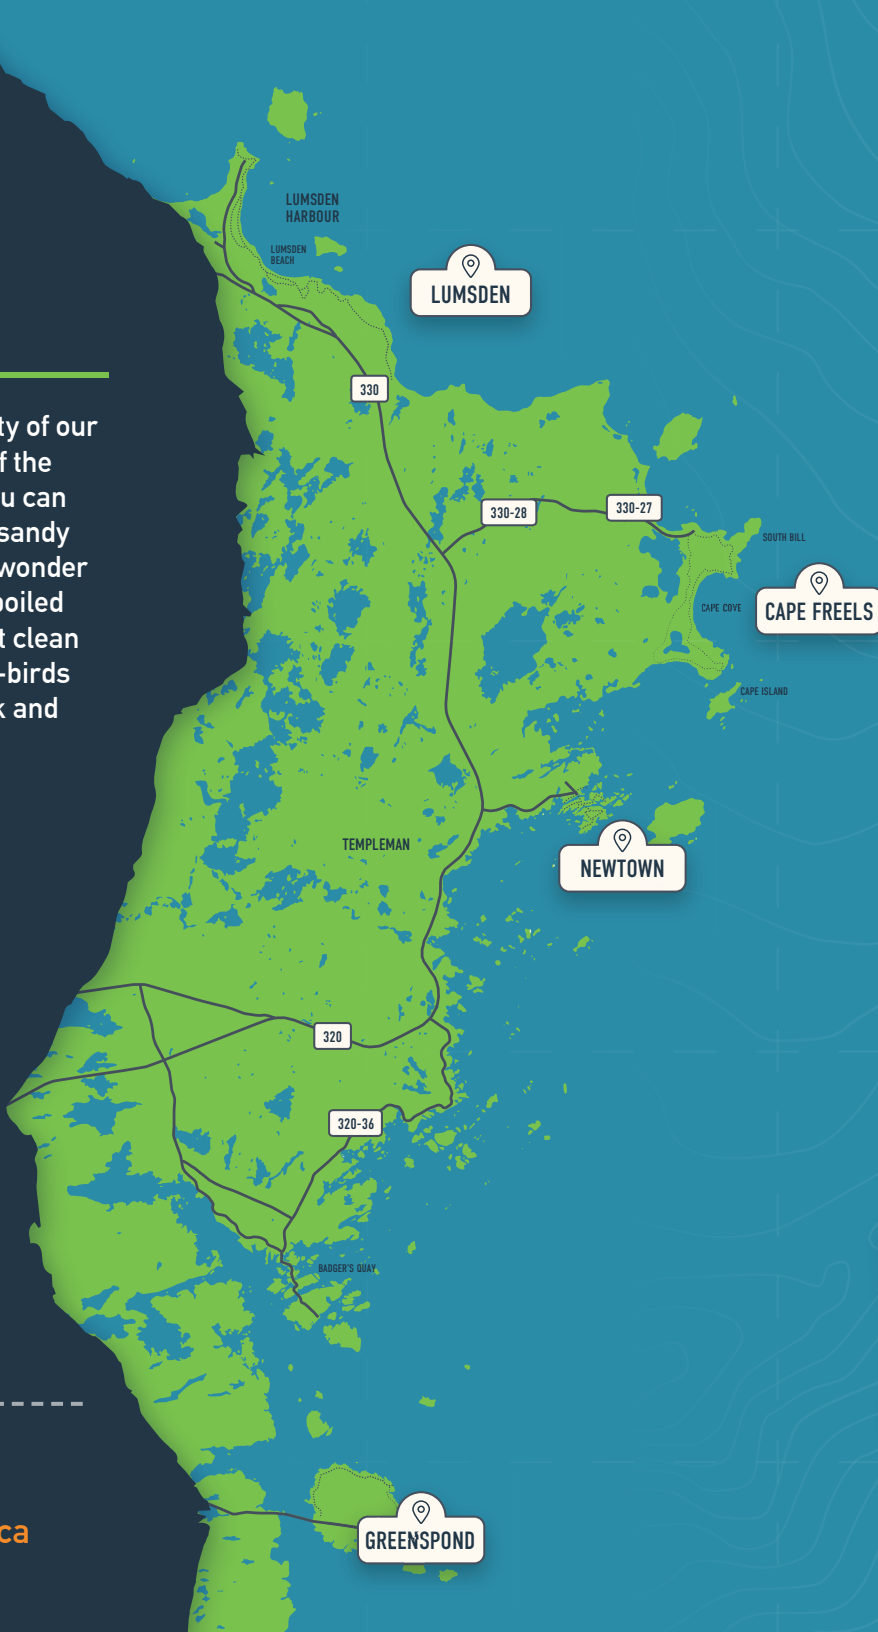 LUMSDEN
HARBOUR
LUMSDEN
BEACH
LUMSDEN
330
ty of our
f the
u can
sandy
wonder
oiled
t clean
-birds
k and
330-28
330-27
SOUTH BILL
CAPE COVE
CAPE FREELS
CAPE ISLAND
TEMPLEMAN
NEWTOWN
320
320-36
BADGER'S QUAY
ca
GREENSPOND